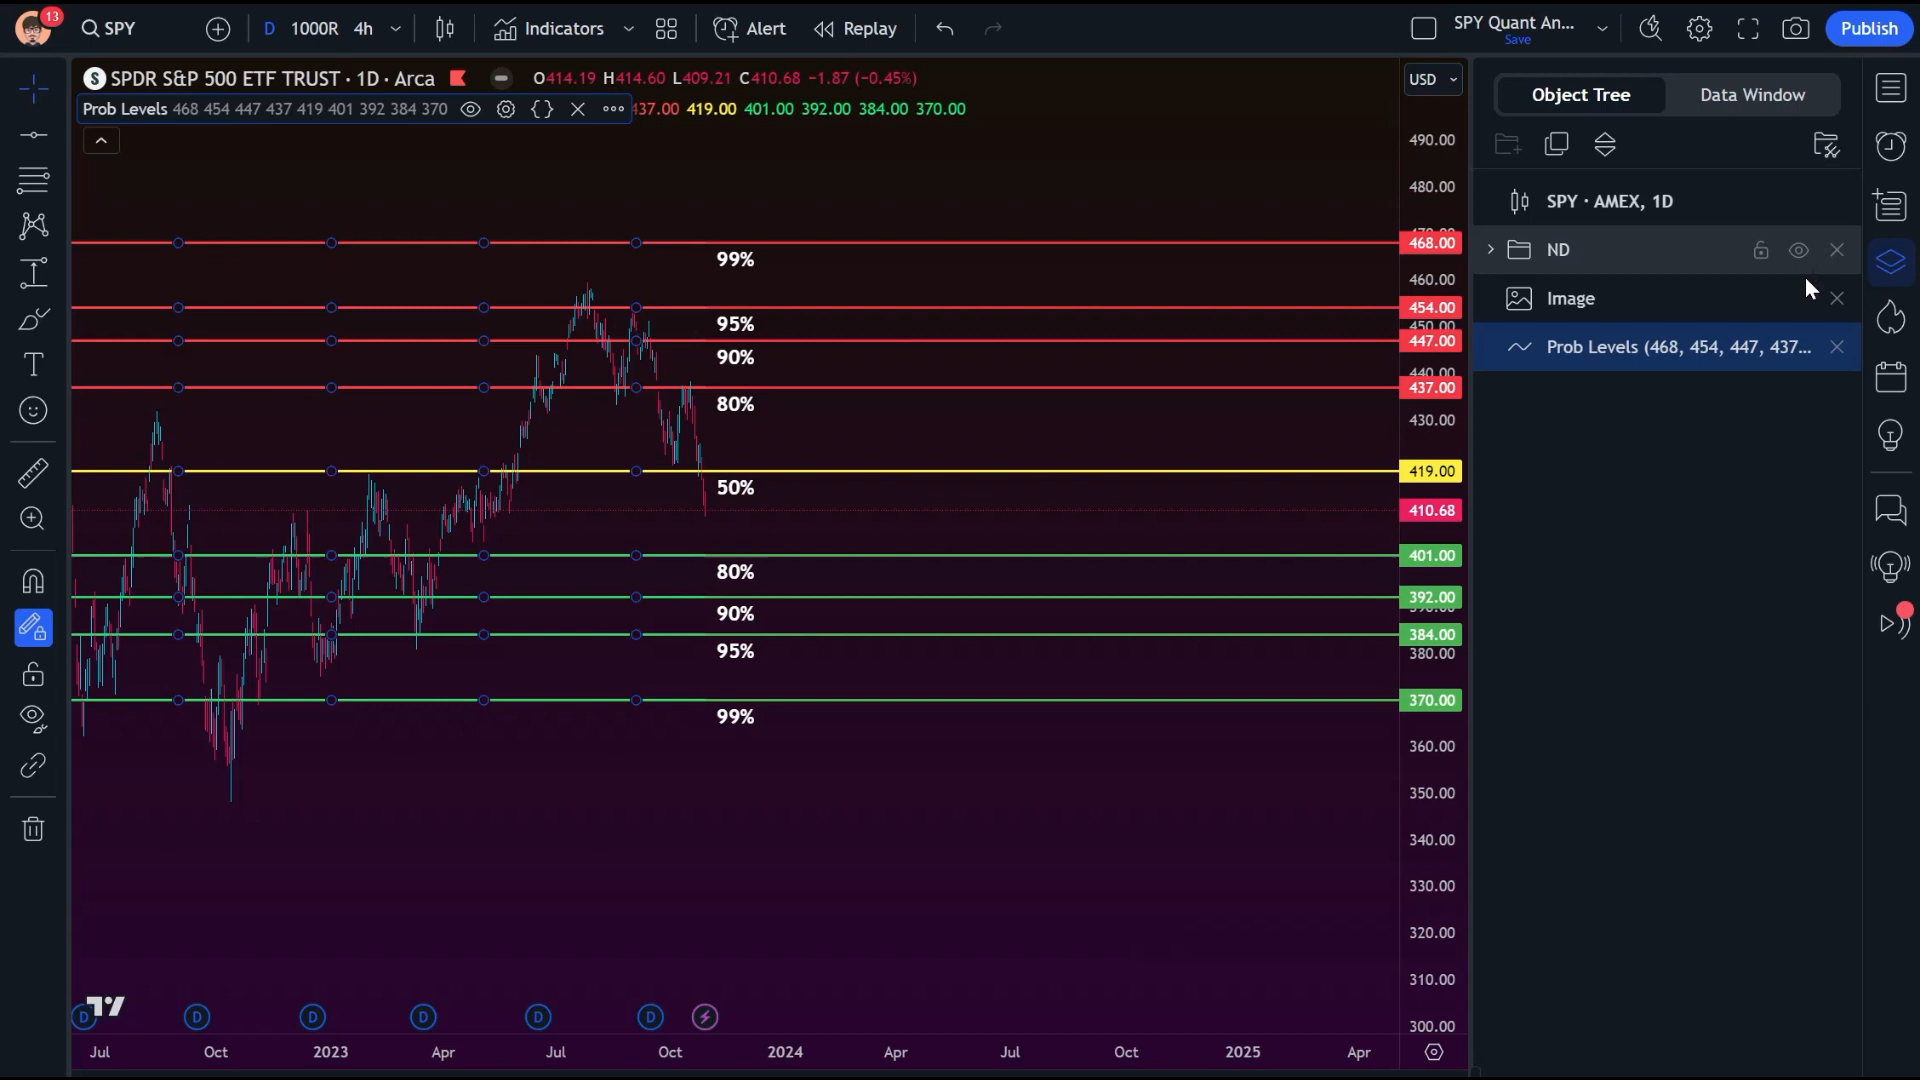 13
SPY
D 1000R 4h
Indicators
Alert
Replay
SPY Quant An...
Save
Publish
S SPDR S&P 500 ETF TRUST · 1D · Arca
O414.19 H414.60 L409.21 C410.68 −1.87 (−0.45%)
USD
Prob Levels 468 454 447 437 419 401 392 384 370
437.00 419.00 401.00 392.00 384.00 370.00
Object Tree
Data Window
SPY · AMEX, 1D
ND
Image
Prob Levels (468, 454, 447, 437...
490.00
480.00
468.00
460.00
454.00
450.00
447.00
440.00
437.00
430.00
419.00
410.68
401.00
392.00
384.00
380.00
370.00
360.00
350.00
340.00
330.00
320.00
310.00
300.00
99%
95%
90%
80%
50%
80%
90%
95%
99%
D D D D D D
Jul Oct 2023 Apr Jul Oct 2024 Apr Jul Oct 2025 Apr